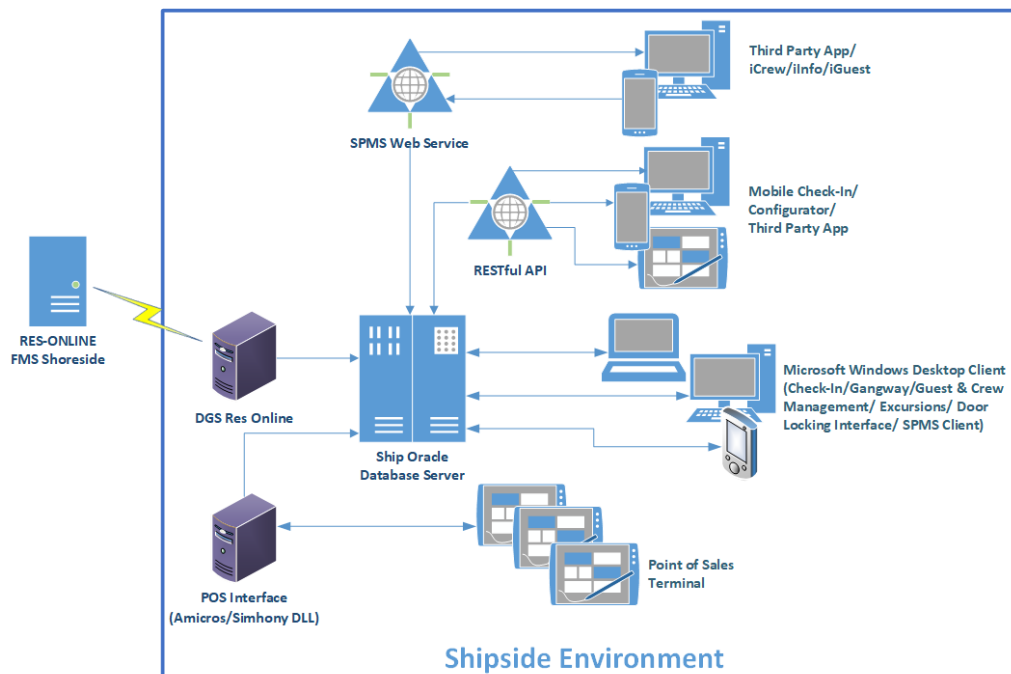 Third Party App/
iCrew/iInfo/iGuest
SPMS Web Service
Mobile Check-In/
Configurator/
Third Party App
RESTful API
RES-ONLINE
FMS Shoreside
DGS Res Online
Microsoft Windows Desktop Client
(Check-In/Gangway/Guest & Crew
Management/ Excursions/ Door
Locking Interface/ SPMS Client)
Ship Oracle
Database Server
Point of Sales
Terminal
POS Interface
(Amicros/Simhony DLL)
Shipside Environment